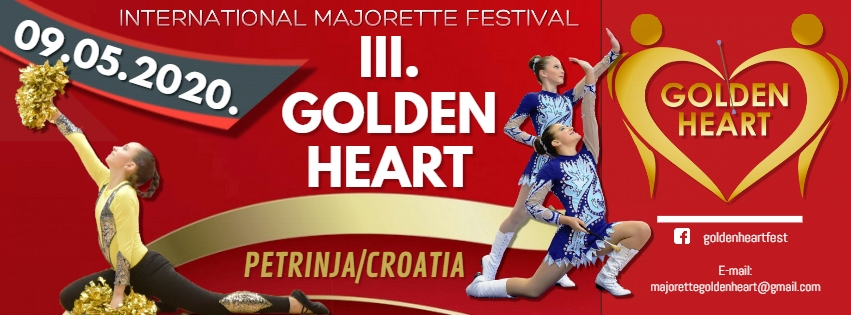 INTERNATIONAL MAJORETTE FESTIVAL
09.05.2020.
III.
GOLDEN
HEART
PETRINJA/CROATIA
GOLDEN
HEART
goldenheartfest
E-mail:
majorettegoldenheart@gmail.com